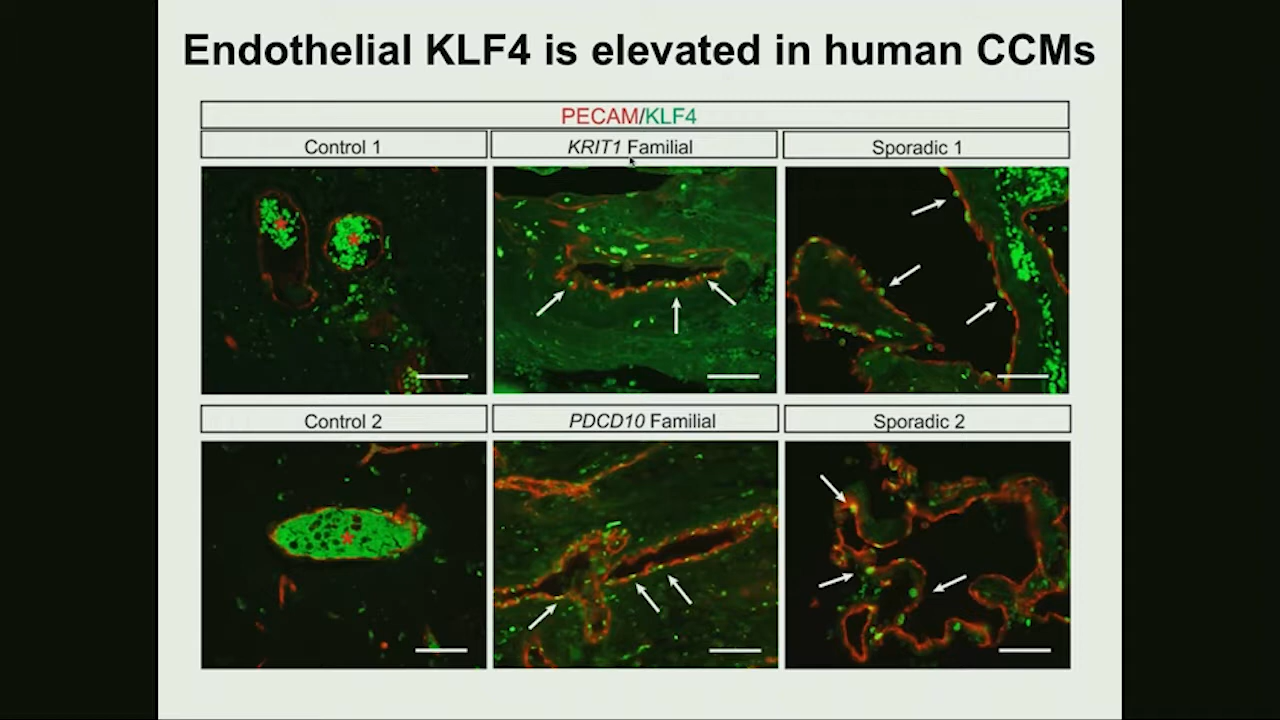 Endothelial KLF4 is elevated in human CCMs
PECAM/KLF4
Control 1
KRIT1 Familial
Sporadic 1
*
*
Control 2
PDCD10 Familial
Sporadic 2
*